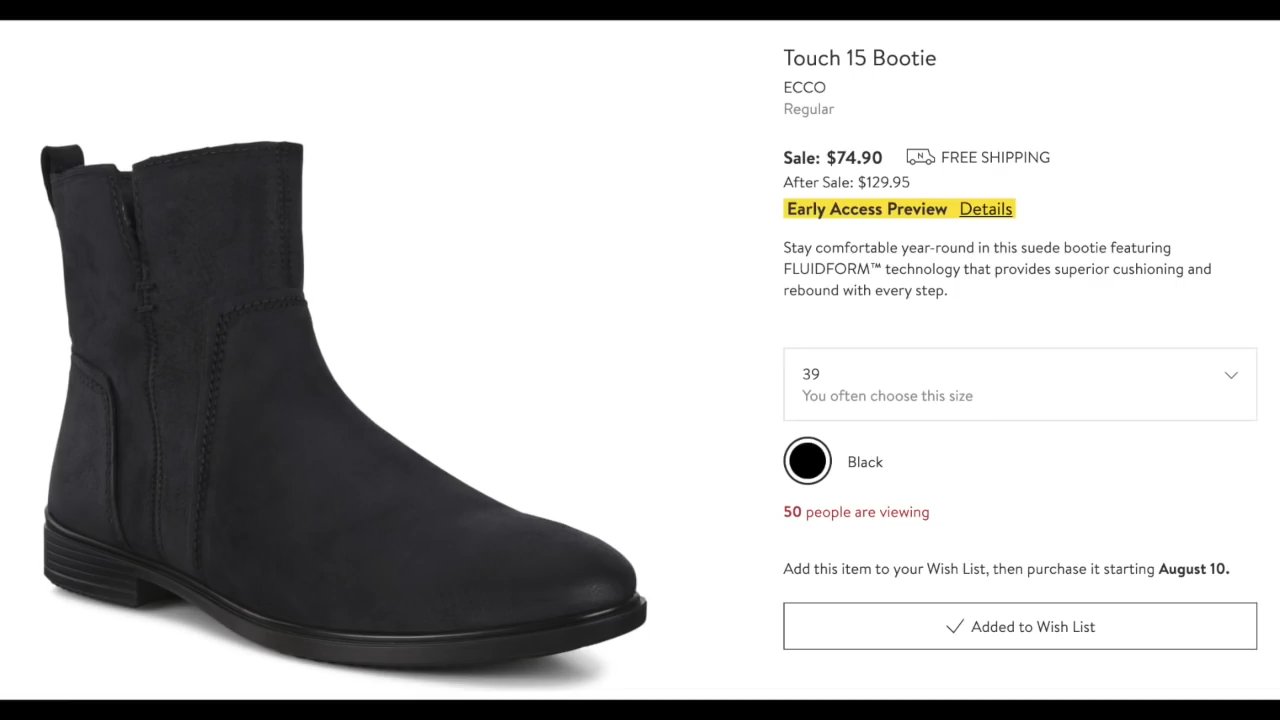 Touch 15 Bootie
ECCO
Regular
Sale: $74.90 N FREE SHIPPING
After Sale: $129.95
Early Access Preview Details
Stay comfortable year-round in this suede bootie featuring
FLUIDFORM™ technology that provides superior cushioning and
rebound with every step.
39
You often choose this size
Black
50 people are viewing
Add this item to your Wish List, then purchase it starting August 10.
Added to Wish List